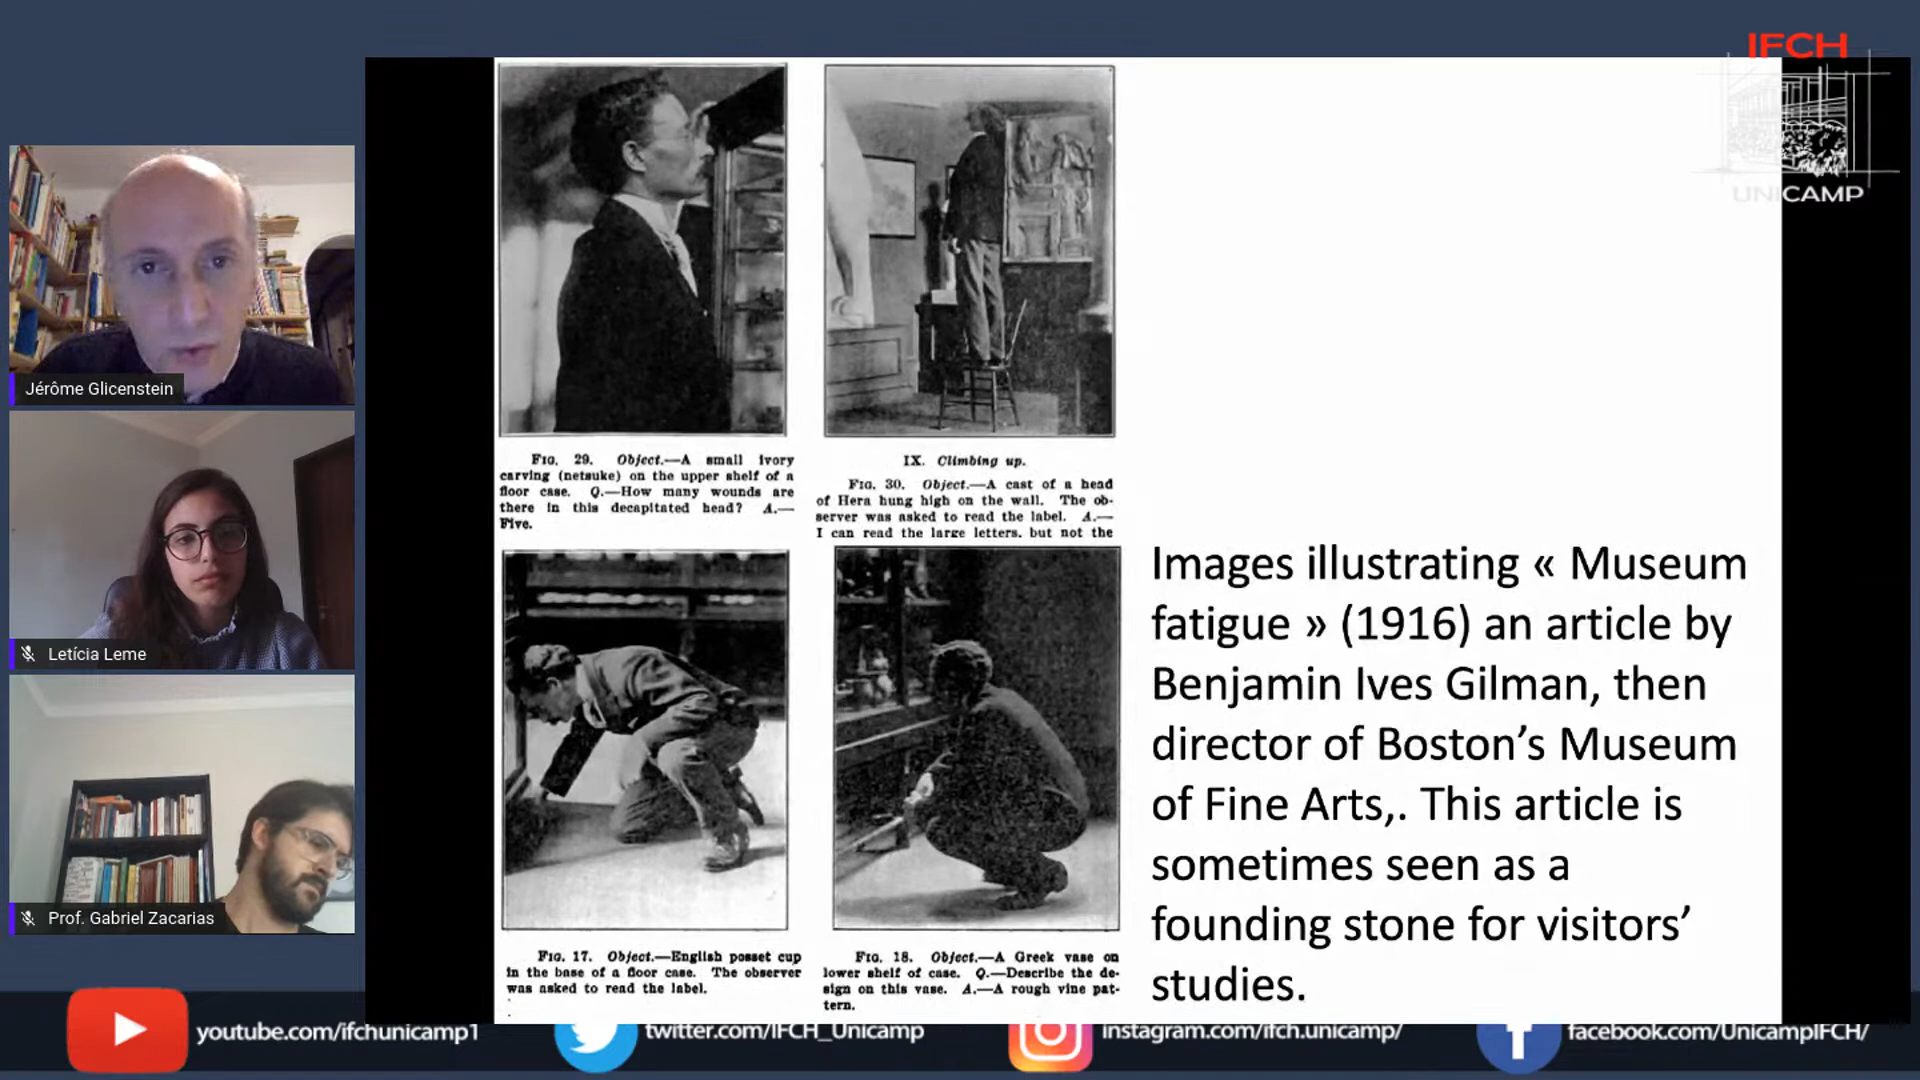 IFCH
UNICAMP
Jérôme Glicenstein
Letícia Leme
Prof. Gabriel Zacarias
FIG. 29. Object.—A small ivory
carving (netsuke) on the upper shelf of a
floor case. Q.—How many wounds are
there in this decapitated head? A.—
Five.
IX. Climbing up.
FIG. 30. Object.—A cast of a head
of Hera hung high on the wall. The ob-
server was asked to read the label. A.—
I can read the large letters, but not the
FIG. 17. Object.—English posset cup
in the base of a floor case. The observer
was asked to read the label.
FIG. 18. Object.—A Greek vase on
lower shelf of case. Q.—Describe the de-
sign on this vase. A.—A rough vine pat-
tern.
Images illustrating « Museum
fatigue » (1916) an article by
Benjamin Ives Gilman, then
director of Boston’s Museum
of Fine Arts,. This article is
sometimes seen as a
founding stone for visitors’
studies.
youtube.com/ifchunicamp1
twitter.com/IFCH_Unicamp
instagram.com/ifch.unicamp/
facebook.com/UnicampIFCH/